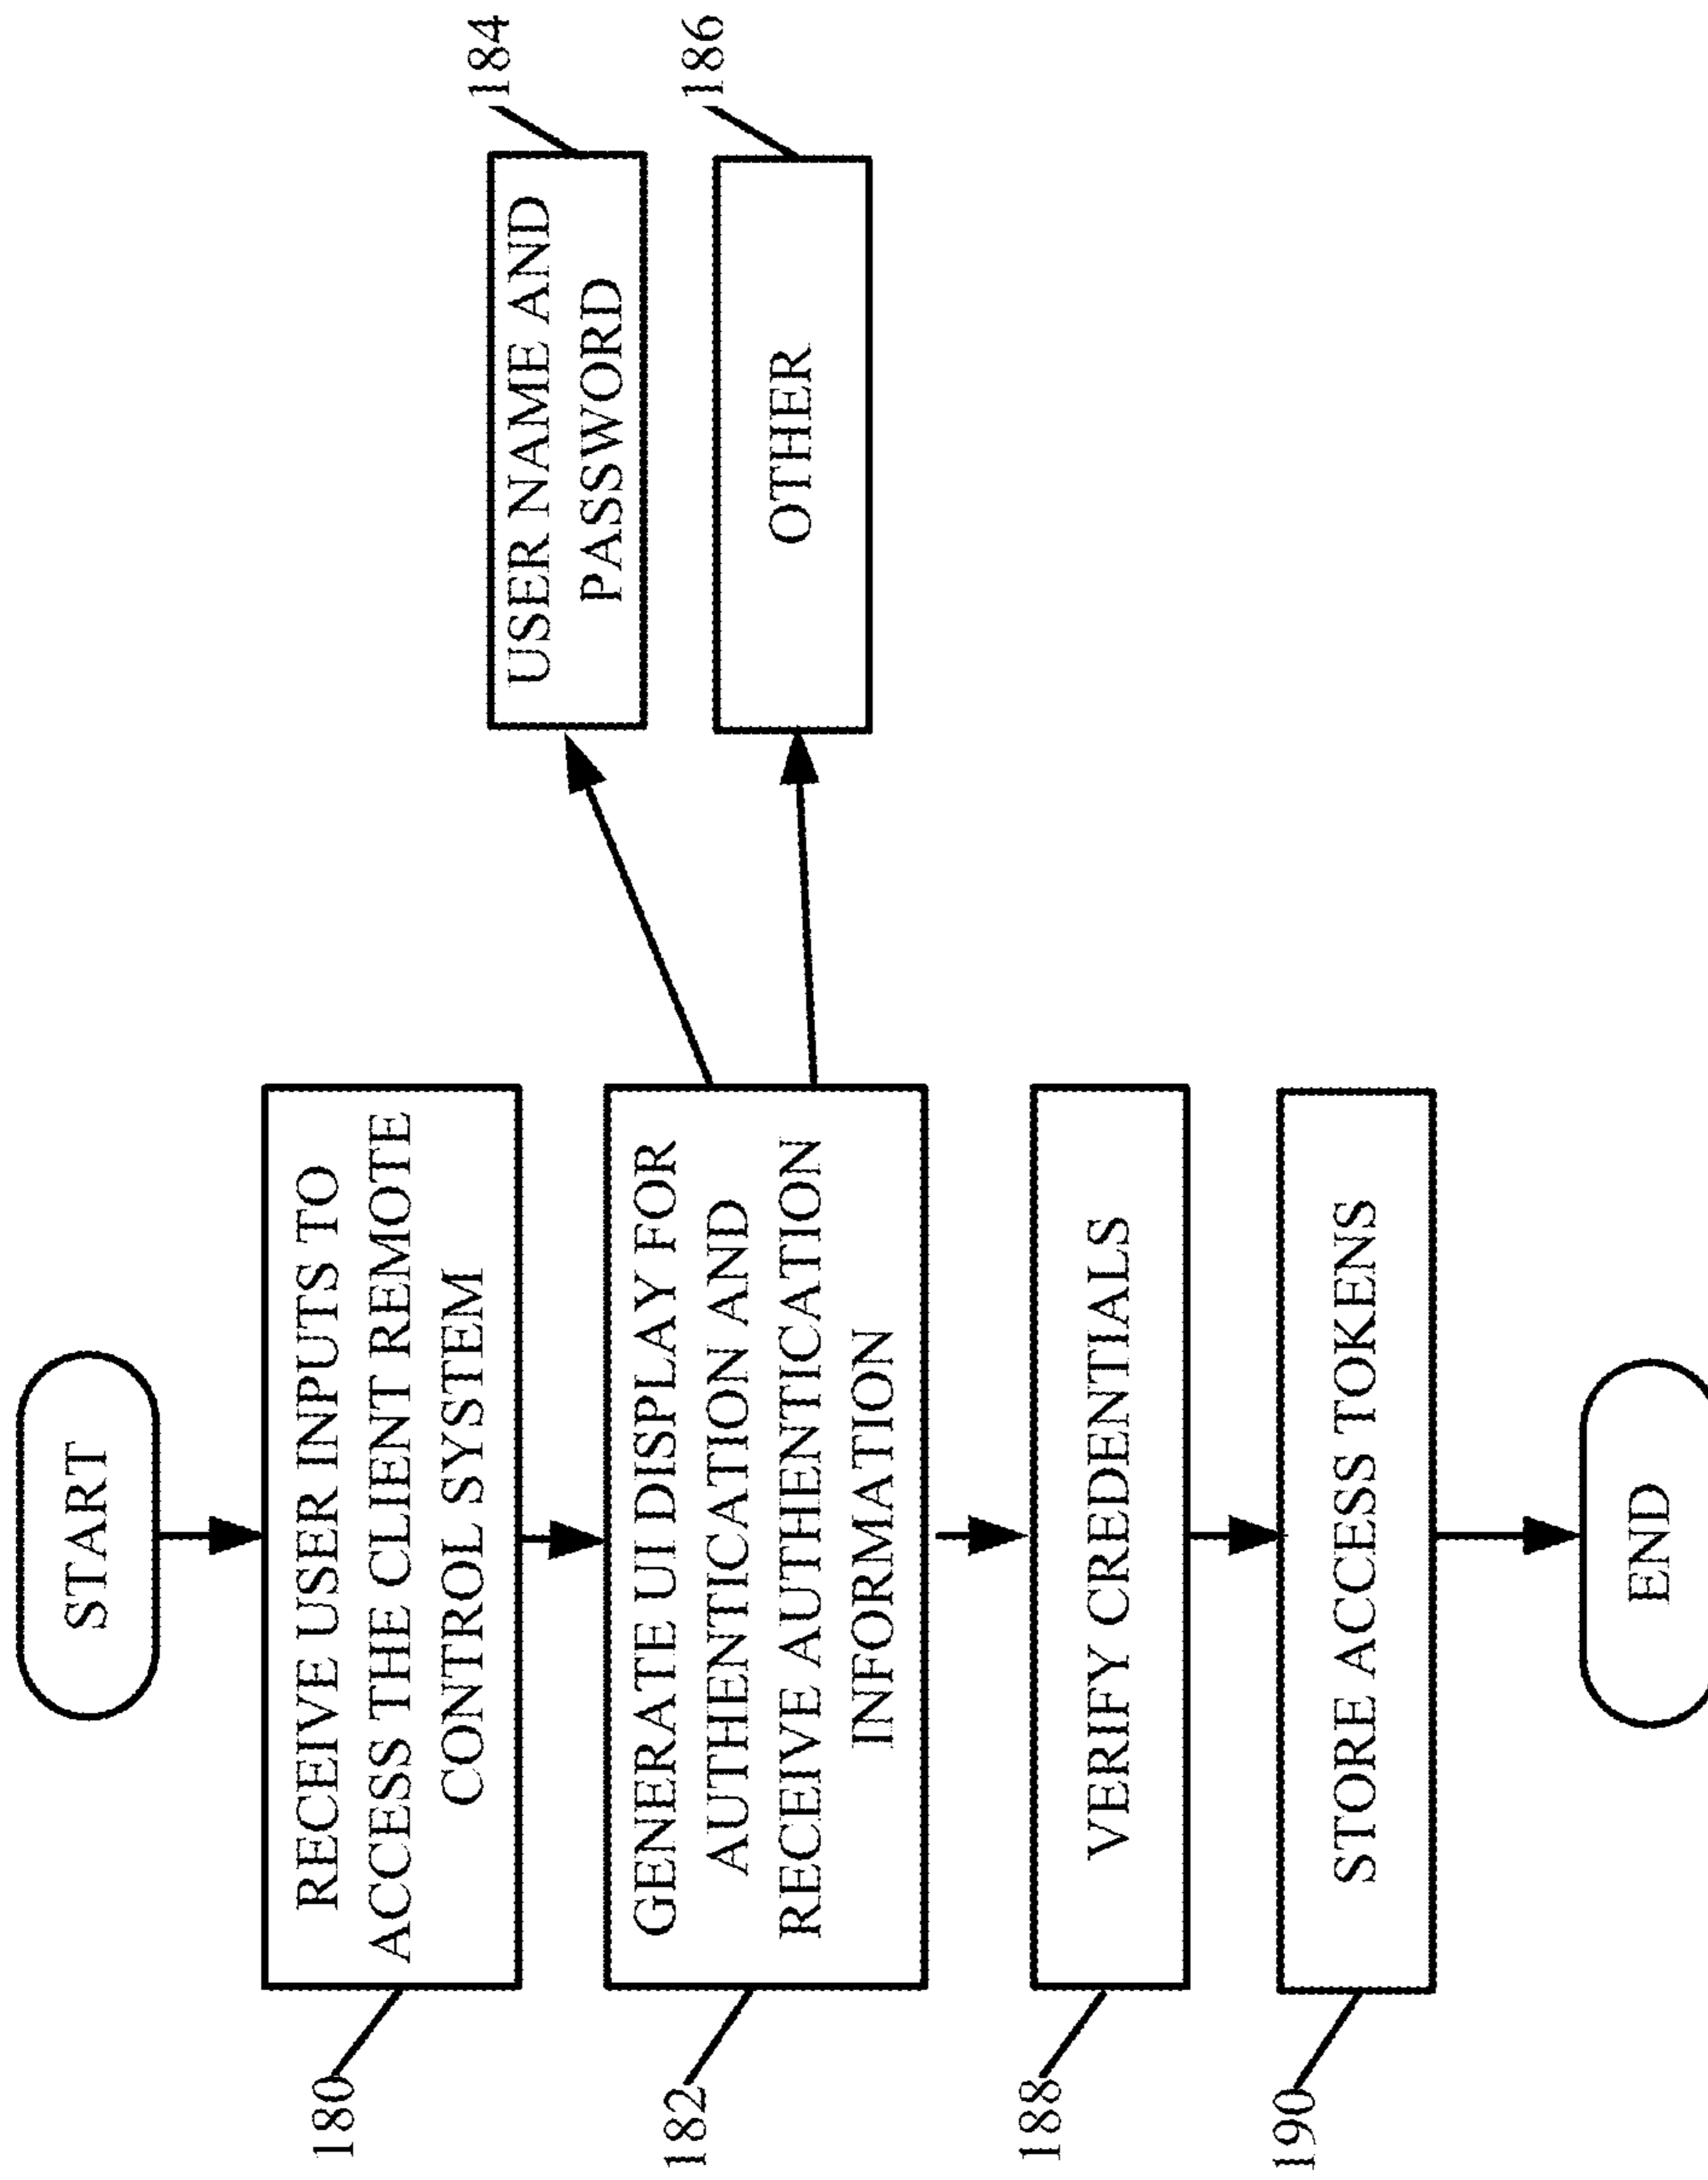 START
180
RECEIVE USER INPUTS TO
ACCESS THE CLIENT REMOTE
CONTROL SYSTEM
182
GENERATE UI DISPLAY FOR
AUTHENTICATION AND
RECEIVE AUTHENTICATION
INFORMATION
184
USER NAME AND
PASSWORD
186
OTHER
188
VERIFY CREDENTIALS
190
STORE ACCESS TOKENS
END